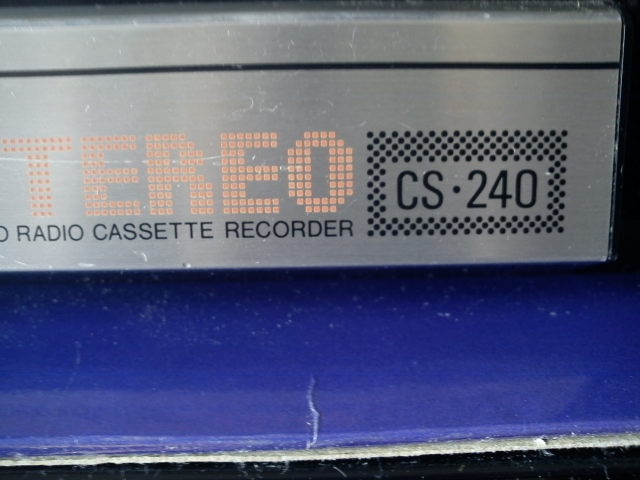 TEREO
O RADIO CASSETTE RECORDER
CS·240